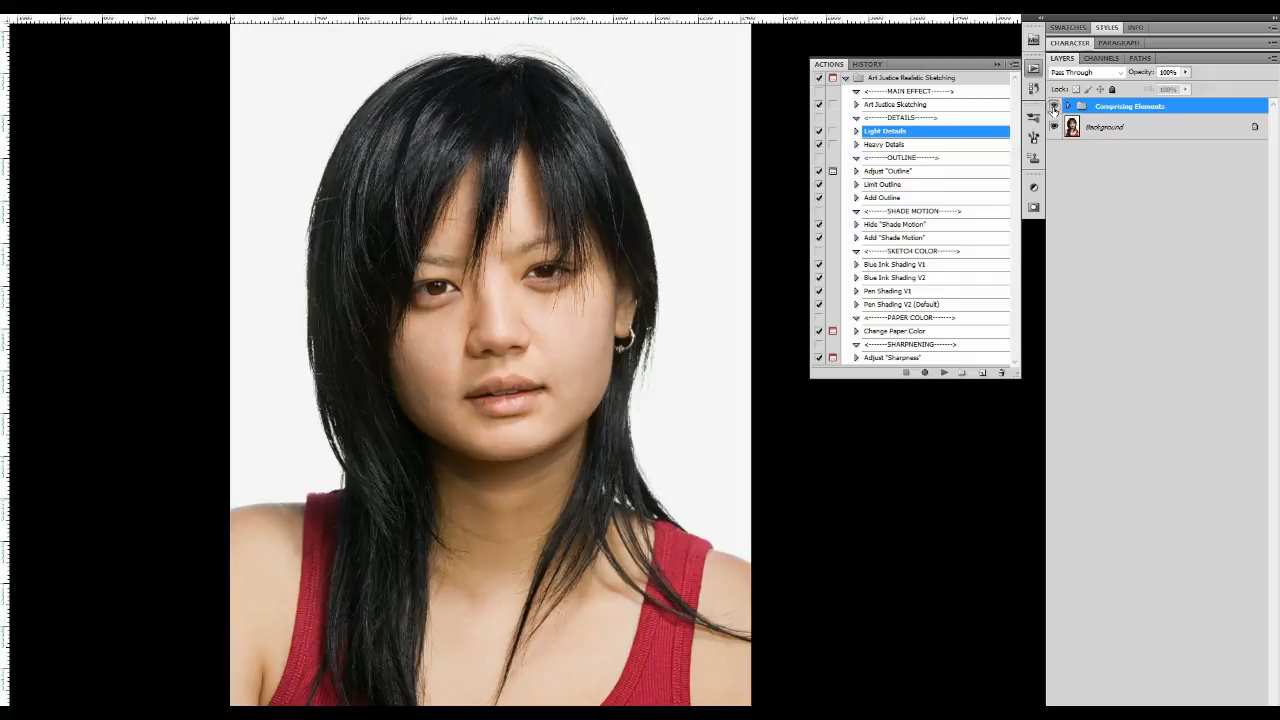 SWATCHES STYLES INFO
CHARACTER PARAGRAPH
LAYERS CHANNELS PATHS
Pass Through Opacity: 100%
Lock: Fill: 100%
Comprising Elements
Background
ACTIONS HISTORY
Art Justice Realistic Sketching
<-------MAIN EFFECT------->
Art Justice Sketching
<-------DETAILS------->
Light Details
Heavy Details
<-------OUTLINE------->
Adjust "Outline"
Limit Outline
Add Outline
<-------SHADE MOTION------->
Hide "Shade Motion"
Add "Shade Motion"
<-------SKETCH COLOR------->
Blue Ink Shading V1
Blue Ink Shading V2
Pen Shading V1
Pen Shading V2 (Default)
<-------PAPER COLOR------->
Change Paper Color
<-------SHARPNENING------->
Adjust "Sharpness"